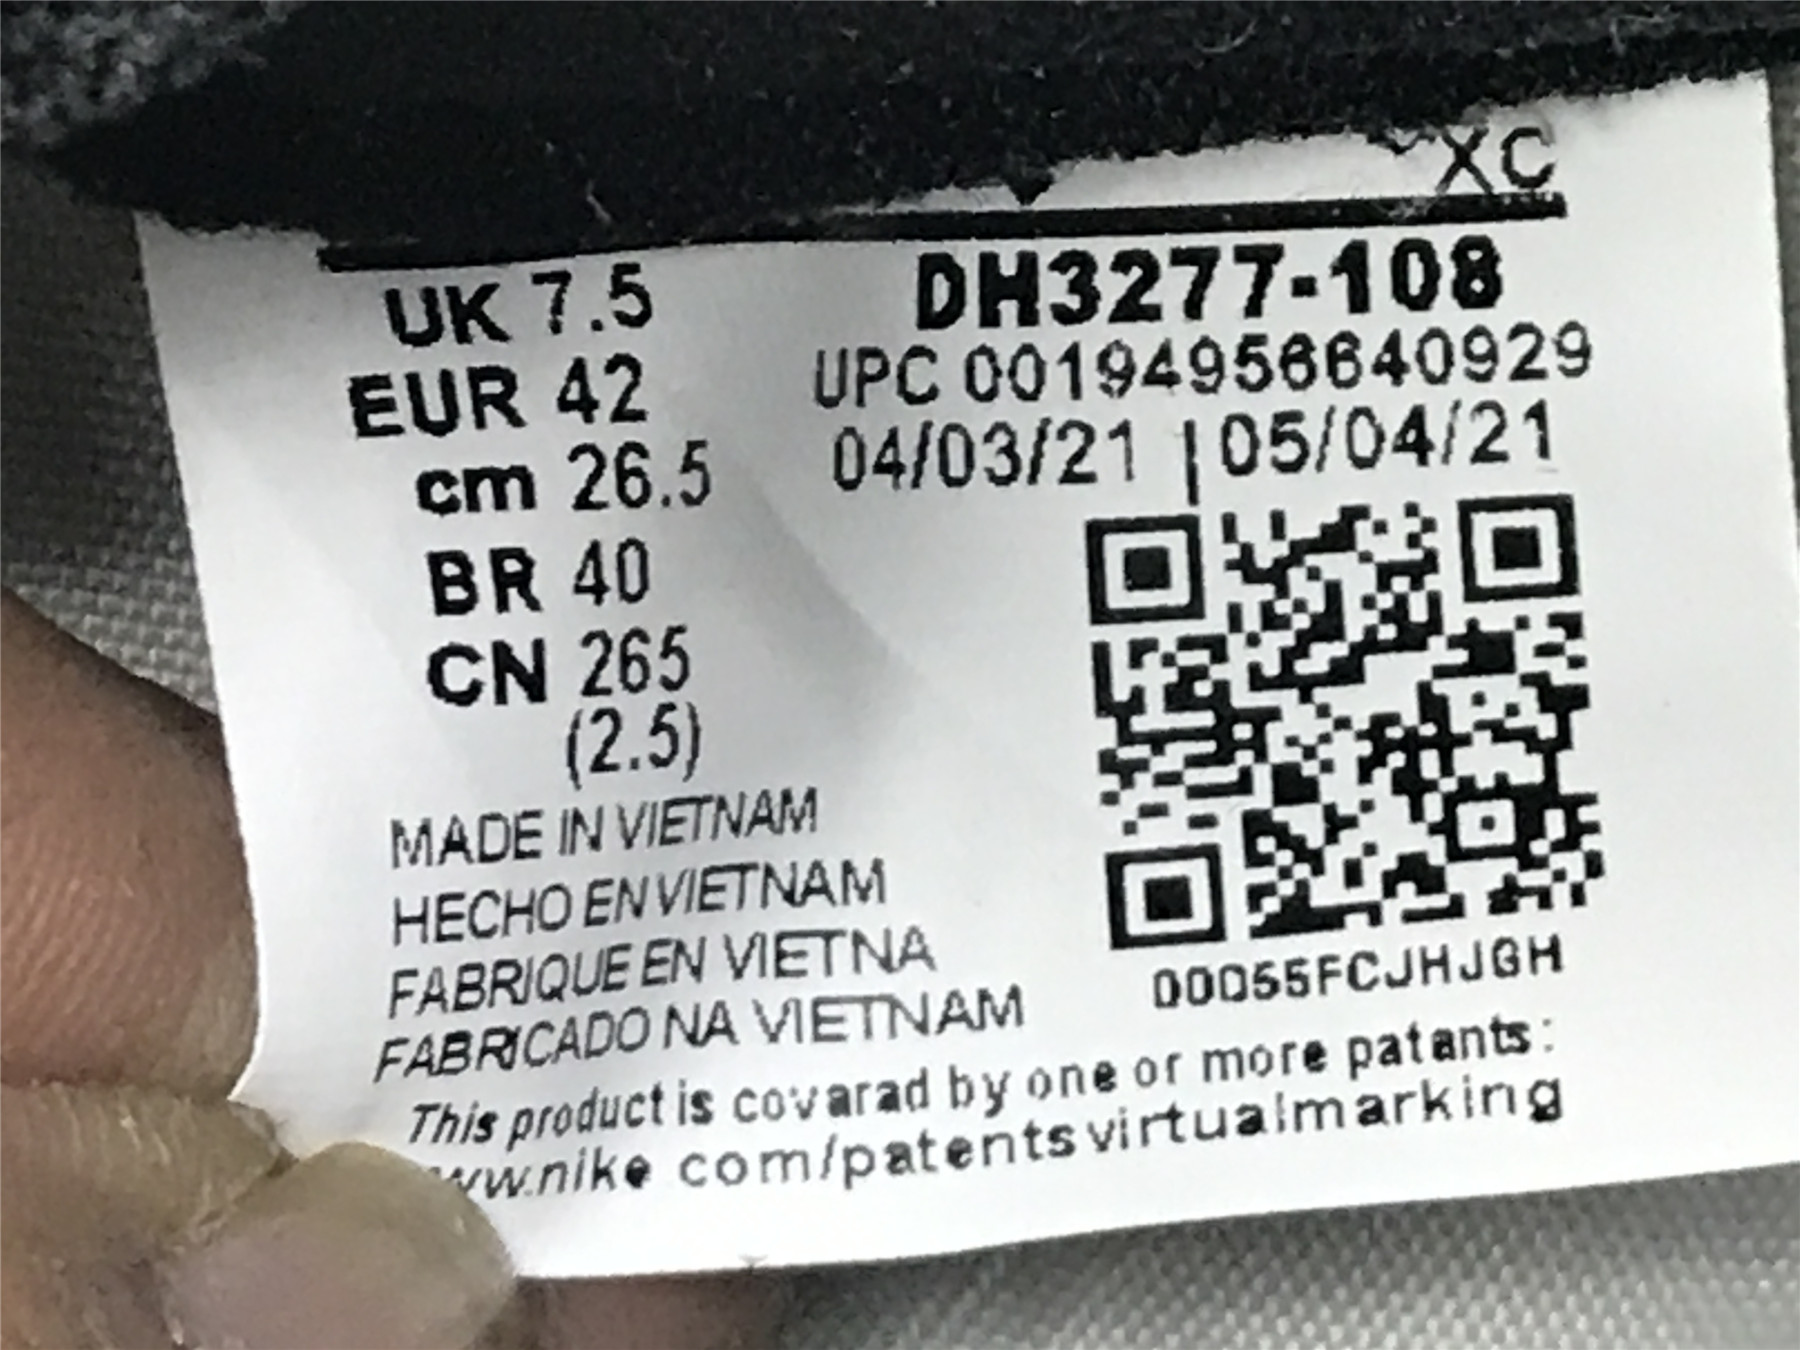 XC
UK 7.5
EUR 42
cm 26.5
BR 40
CN 265
(2.5)
DH3277-108
UPC 00194956640929
04/03/21 | 05/04/21
00D55FCJHJGH
MADE IN VIETNAM
HECHO EN VIETNAM
FABRIQUE EN VIETNA
FABRICADO NA VIETNAM
This product is covarad by one or more patants:
www.nike com/patentsvirtualmarking